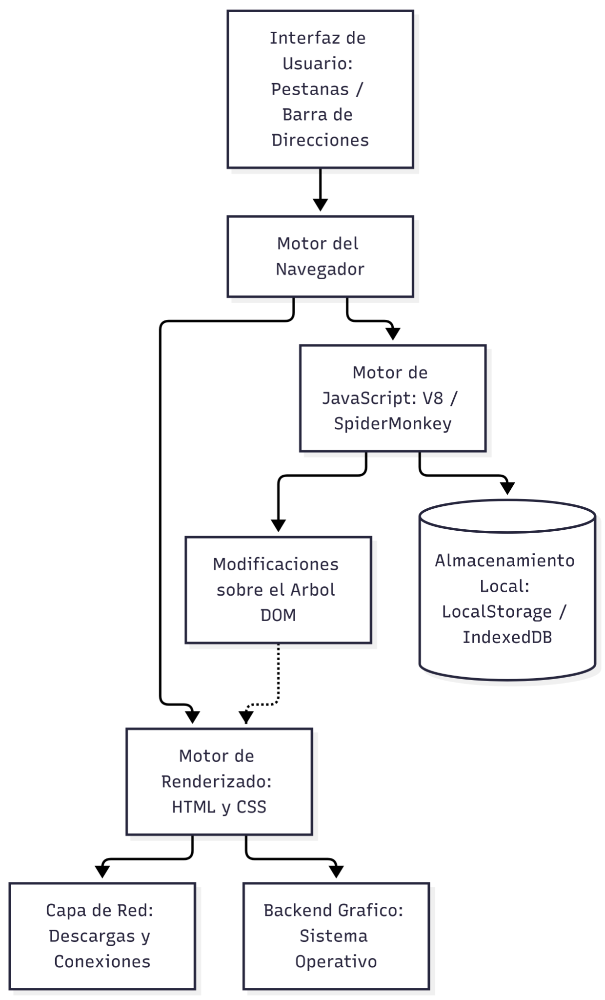 Interfaz de
Usuario:
Pestanas /
Barra de
Direcciones
Motor del
Navegador
Motor de
JavaScript: V8 /
SpiderMonkey
Modificaciones
sobre el Arbol
DOM
Almacenamiento
Local:
LocalStorage /
IndexedDB
Motor de
Renderizado:
HTML y CSS
Capa de Red:
Descargas y
Conexiones
Backend Grafico:
Sistema
Operativo